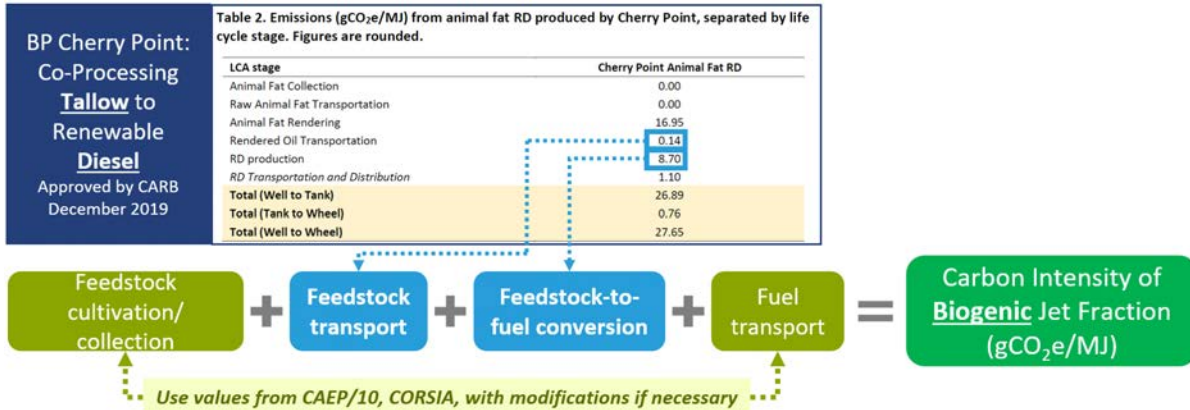 BP Cherry Point:
Co-Processing
Tallow to
Renewable
Diesel
Approved by CARB
December 2019
Table 2. Emissions (gCO₂e/MJ) from animal fat RD produced by Cherry Point, separated by life
cycle stage. Figures are rounded.
LCA stage Cherry Point Animal Fat RD
Animal Fat Collection 0.00
Raw Animal Fat Transportation 0.00
Animal Fat Rendering 16.95
Rendered Oil Transportation 0.14
RD production 8.70
RD Transportation and Distribution 1.10
Total (Well to Tank) 26.89
Total (Tank to Wheel) 0.76
Total (Well to Wheel) 27.65
Feedstock
cultivation/
collection
+
Feedstock
transport
+
Feedstock-to-
fuel conversion
+
Fuel
transport
=
Carbon Intensity of
Biogenic Jet Fraction
(gCO₂e/MJ)
Use values from CAEP/10, CORSIA, with modifications if necessary